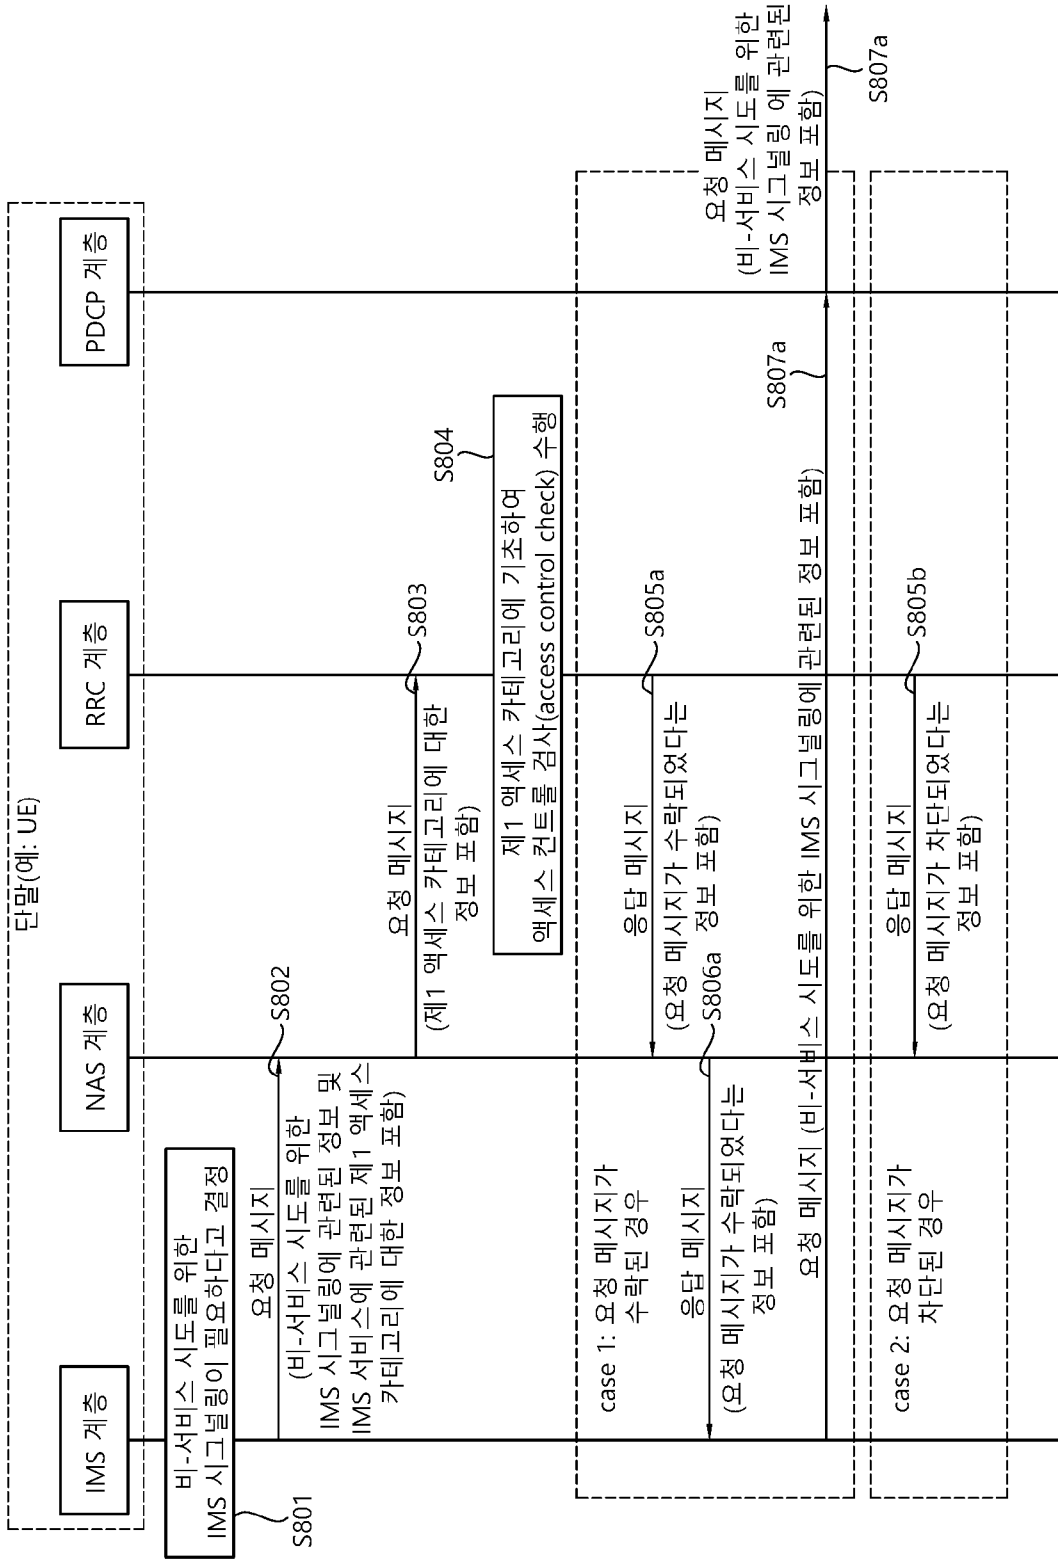 단말(예: UE)
IMS 계층
NAS 계층
RRC 계층
PDCP 계층
비-서비스 시도를 위한
IMS 시그널링이 필요하다고 결정
S801
요청 메시지
(비-서비스 시도를 위한
IMS 시그널링에 관련된 정보 및
IMS 서비스에 관련된 제1 액세스
카테고리에 대한 정보 포함)
S802
요청 메시지
(제1 액세스 카테고리에 대한
정보 포함)
S803
제1 액세스 카테고리에 기초하여
액세스 컨트롤 검사(access control check) 수행
S804
case 1: 요청 메시지가
수락된 경우
응답 메시지
(요청 메시지가 수락되었다는
정보 포함)
S805a
응답 메시지
(요청 메시지가 수락되었다는
정보 포함)
S806a
요청 메시지 (비-서비스 시도를 위한 IMS 시그널링에 관련된 정보 포함)
S807a
요청 메시지
(비-서비스 시도를 위한
IMS 시그널링 에 관련된
정보 포함)
S807a
case 2: 요청 메시지가
차단된 경우
응답 메시지
(요청 메시지가 차단되었다는
정보 포함)
S805b